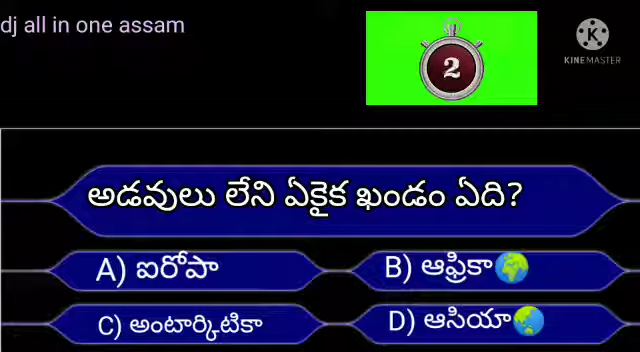 dj all in one assam
2
K
KINEMASTER
అడవులు లేని ఏకైక ఖండం ఏది?
A) ఐరోపా
B) ఆఫ్రికా🌍
C) అంటార్కిటికా
D) ఆసియా🌏